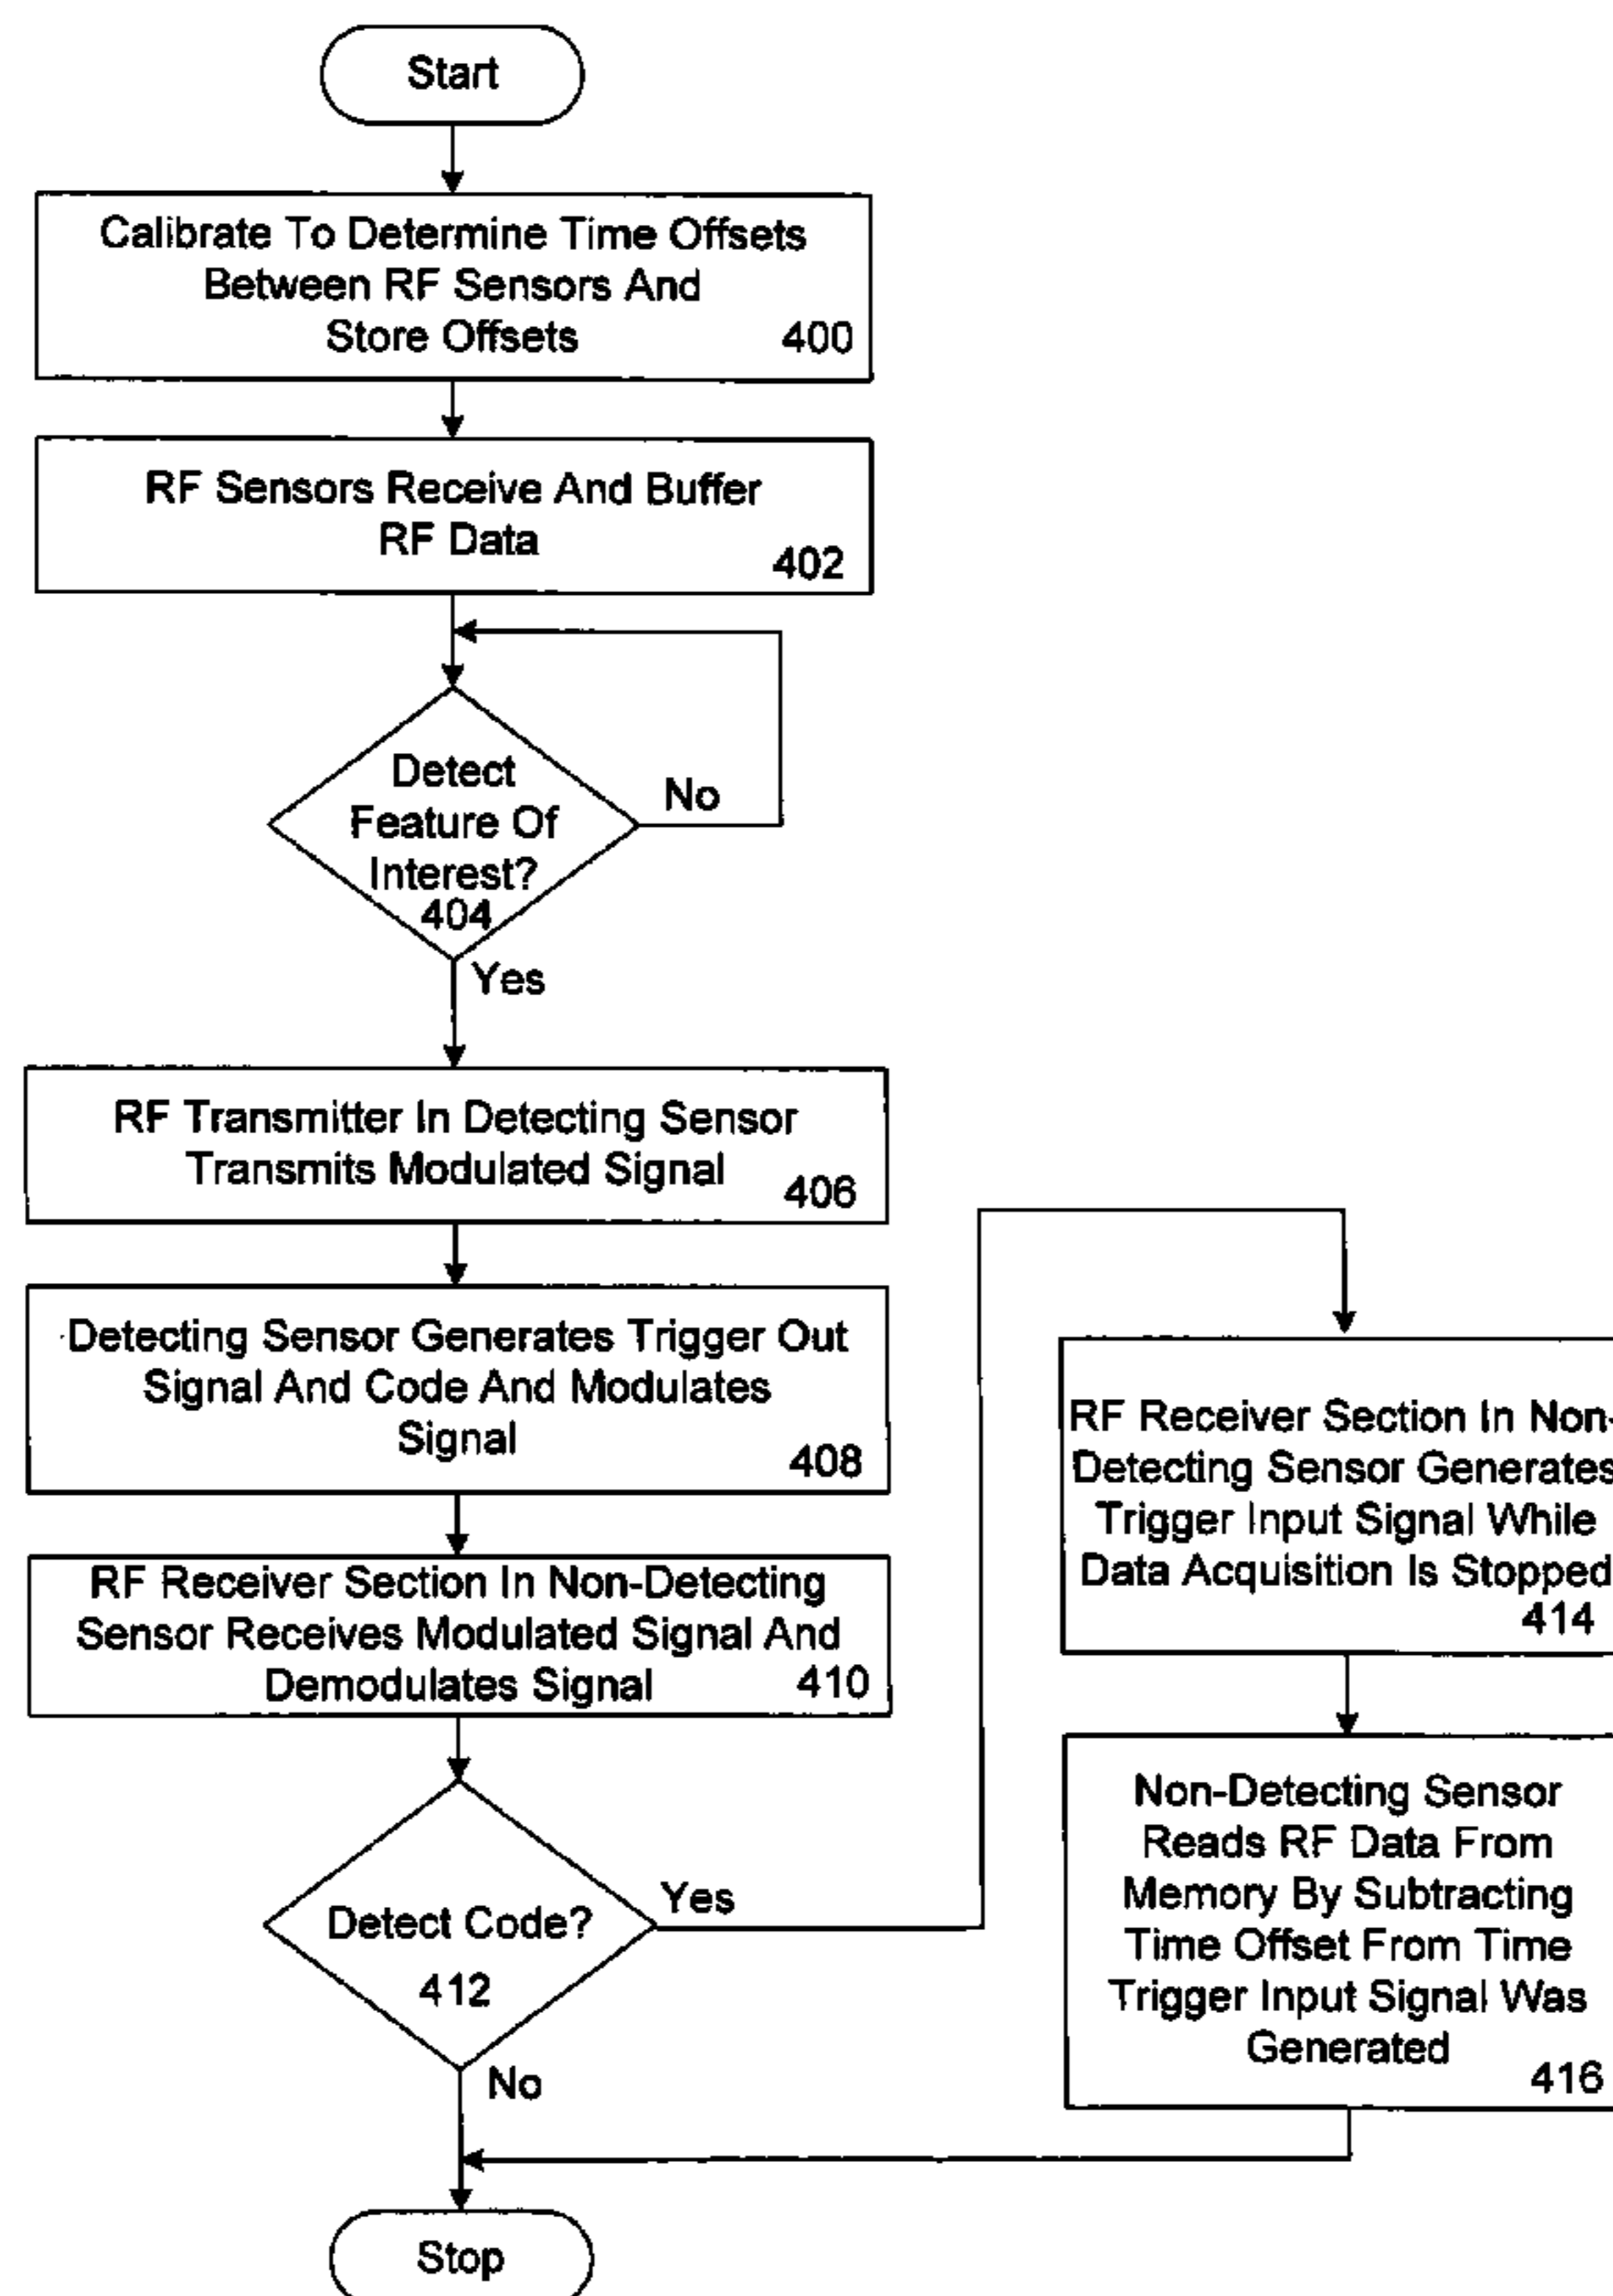 Start
Calibrate To Determine Time Offsets
Between RF Sensors And
Store Offsets
400
RF Sensors Receive And Buffer
RF Data
402
Detect
Feature Of
Interest?
404
No
Yes
RF Transmitter In Detecting Sensor
Transmits Modulated Signal
406
Detecting Sensor Generates Trigger Out
Signal And Code And Modulates
Signal
408
RF Receiver Section In Non-Detecting
Sensor Receives Modulated Signal And
Demodulates Signal
410
Detect Code?
412
Yes
No
RF Receiver Section In Non-
Detecting Sensor Generates
Trigger Input Signal While
Data Acquisition Is Stopped
414
Non-Detecting Sensor
Reads RF Data From
Memory By Subtracting
Time Offset From Time
Trigger Input Signal Was
Generated
416
Stop